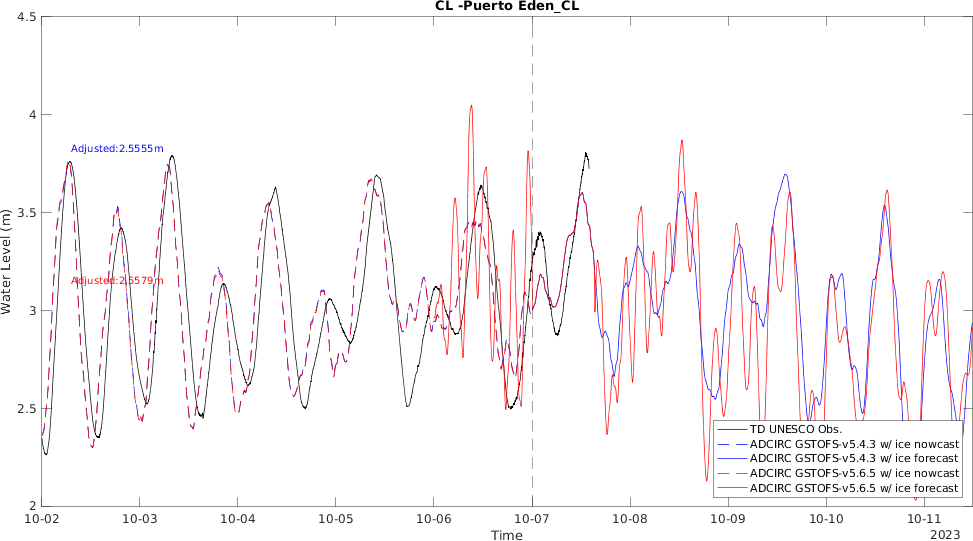 CL -Puerto Eden_CL
4.5
4
3.5
3
2.5
2
Water Level (m)
Adjusted:2.5555m
Adjusted:2.5579m
TD UNESCO Obs.
ADCIRC GSTOFS-v5.4.3 w/ ice nowcast
ADCIRC GSTOFS-v5.4.3 w/ ice forecast
ADCIRC GSTOFS-v5.6.5 w/ ice nowcast
ADCIRC GSTOFS-v5.6.5 w/ ice forecast
10-02 10-03 10-04 10-05 10-06 10-07 10-08 10-09 10-10 10-11
Time
2023